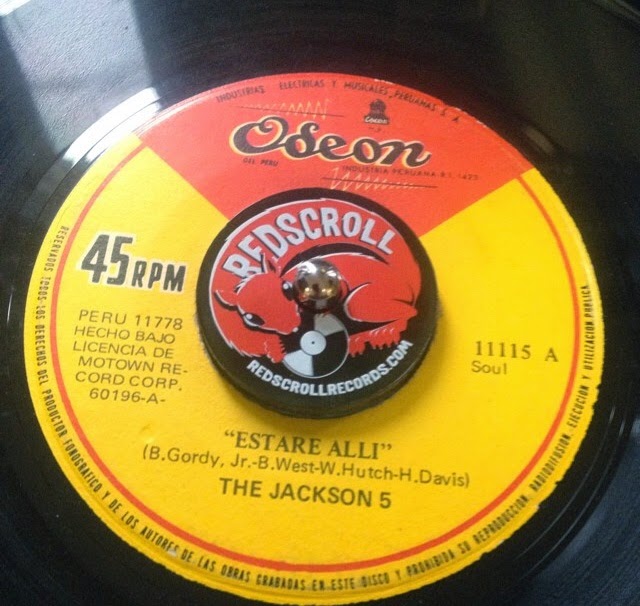 INDUSTRIAS ELECTRICAS Y MUSICALES, PERUANAS S. A.
Odeon
DEL PERU
INDUSTRIA PERUANA-R.I. 1423
45 RPM
PERU 11778
HECHO BAJO
LICENCIA DE
MOTOWN RE-
CORD CORP.
60196-A-
REDSCROLL
REDSCROLLRECORDS.COM
11115 A
Soul
"ESTARE ALLI"
(B.Gordy, Jr-B.West-W.Hutch-H.Davis)
THE JACKSON 5
RESERVADOS TODOS LOS DERECHOS DEL PRODUCTOR FONOGRAFICO Y DE LOS AUTORES DE LAS OBRAS GRABADAS EN ESTE DISCO Y PROHIBIDA SU REPRODUCCION, RADIODIFUSION, EJECUCION Y UTILIZACION PUBLICA